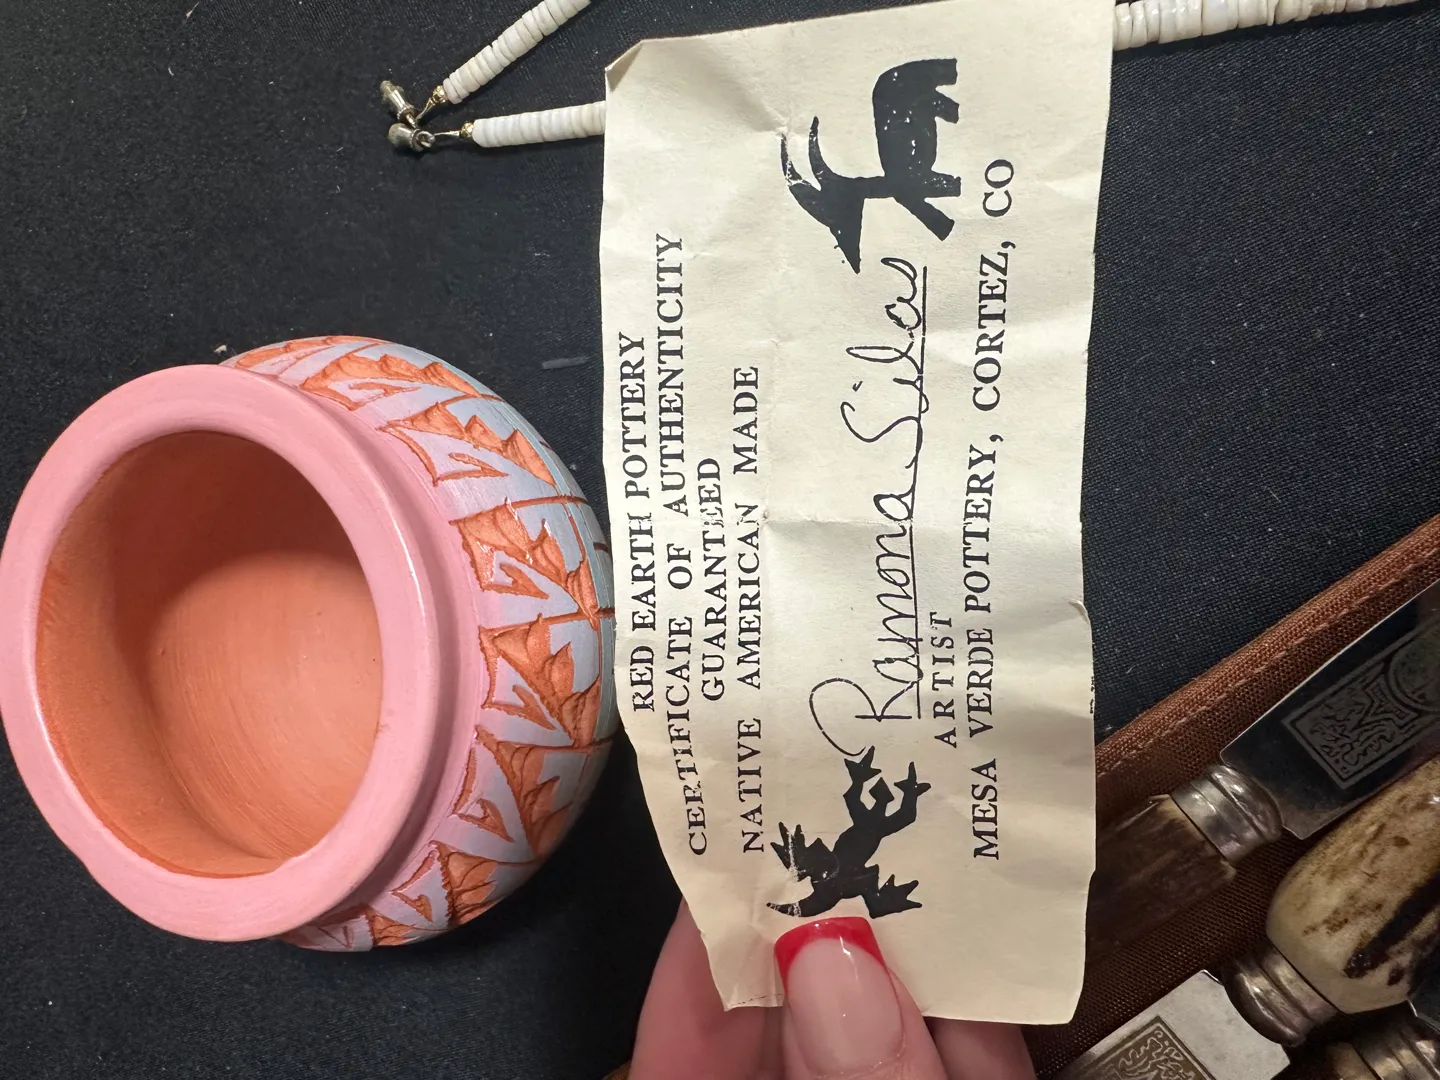 RED EARTH POTTERY
CERTIFICATE OF AUTHENTICITY
GUARANTEED
NATIVE AMERICAN MADE
Ramona Silas
ARTIST
MESA VERDE POTTERY, CORTEZ, CO